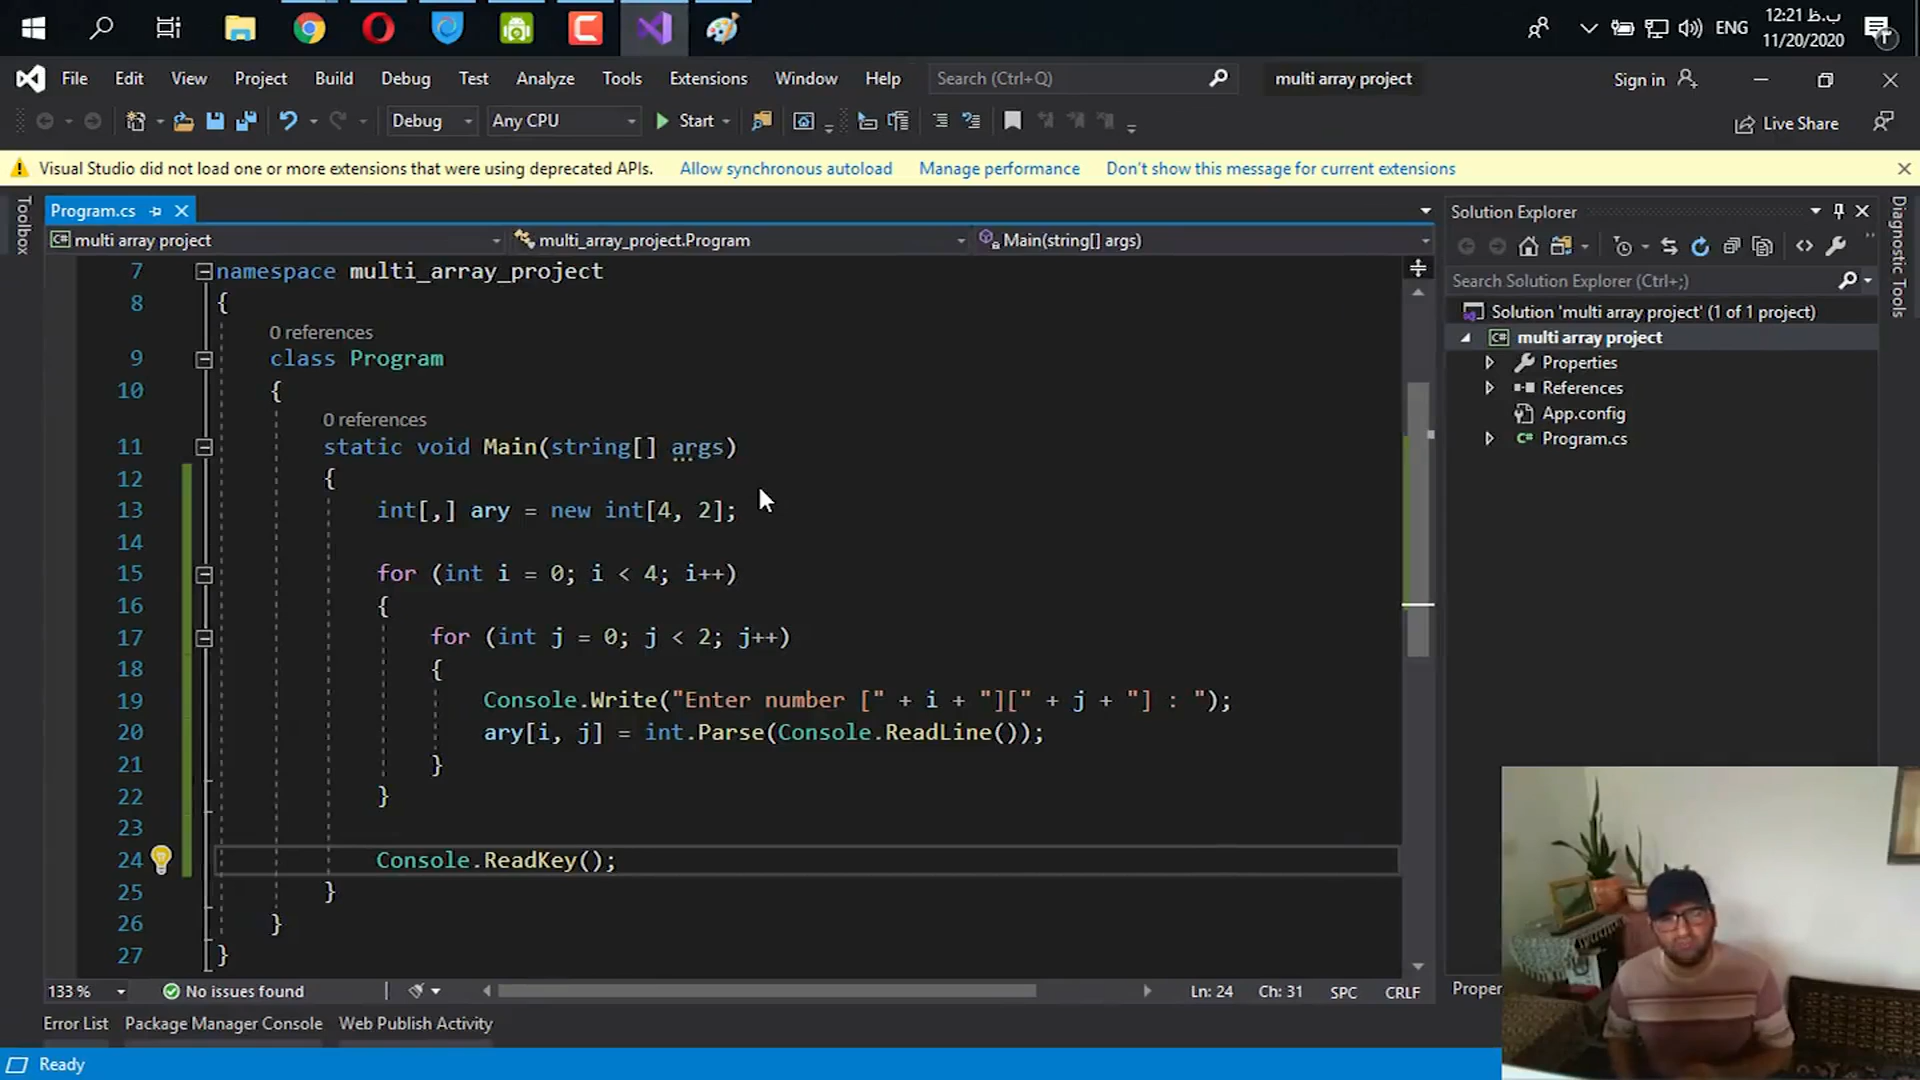 ENG
12:21 ب.ظ
11/20/2020
File Edit View Project Build Debug Test Analyze Tools Extensions Window Help Search (Ctrl+Q) multi array project Sign in
Debug Any CPU Start Live Share
Visual Studio did not load one or more extensions that were using deprecated APIs. Allow synchronous autoload Manage performance Don't show this message for current extensions
Toolbox
Program.cs
multi array project multi_array_project.Program Main(string[] args)
7 namespace multi_array_project
8 {
0 references
9 class Program
10 {
0 references
11 static void Main(string[] args)
12 {
13 int[,] ary = new int[4, 2];
14
15 for (int i = 0; i < 4; i++)
16 {
17 for (int j = 0; j < 2; j++)
18 {
19 Console.Write("Enter number [" + i + "][" + j + "] : ");
20 ary[i, j] = int.Parse(Console.ReadLine());
21 }
22 }
23
24 Console.ReadKey();
25 }
26 }
27 }
133 % No issues found Ln: 24 Ch: 31 SPC CRLF
Error List Package Manager Console Web Publish Activity
Ready
Solution Explorer
Search Solution Explorer (Ctrl+;)
Solution 'multi array project' (1 of 1 project)
multi array project
Properties
References
App.config
Program.cs
Proper
Diagnostic Tools